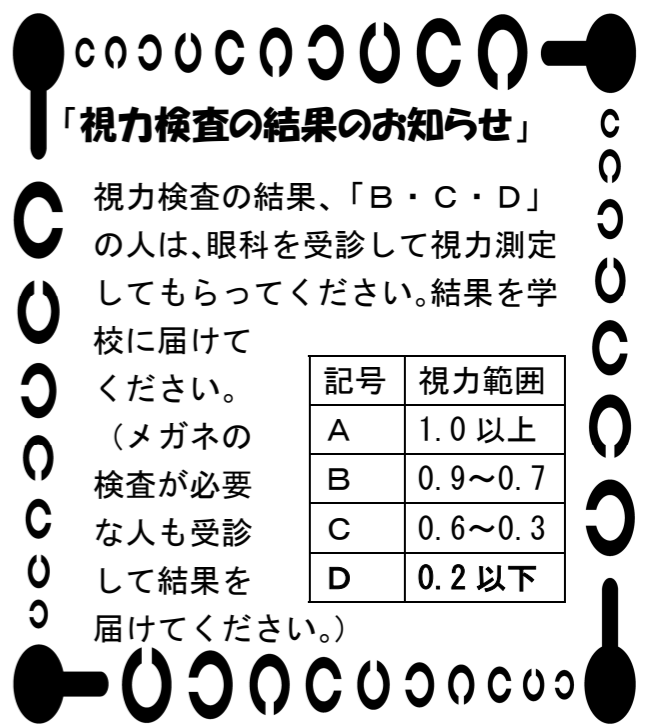 「視力検査の結果のお知らせ」
視力検査の結果、「Ｂ・Ｃ・Ｄ」
の人は、眼科を受診して視力測定
してもらってください。結果を学
校に届けて
ください。
（メガネの
検査が必要
な人も受診
して結果を
届けてください。）
記号 視力範囲
Ａ 1.0 以上
Ｂ 0.9～0.7
Ｃ 0.6～0.3
Ｄ 0.2 以下